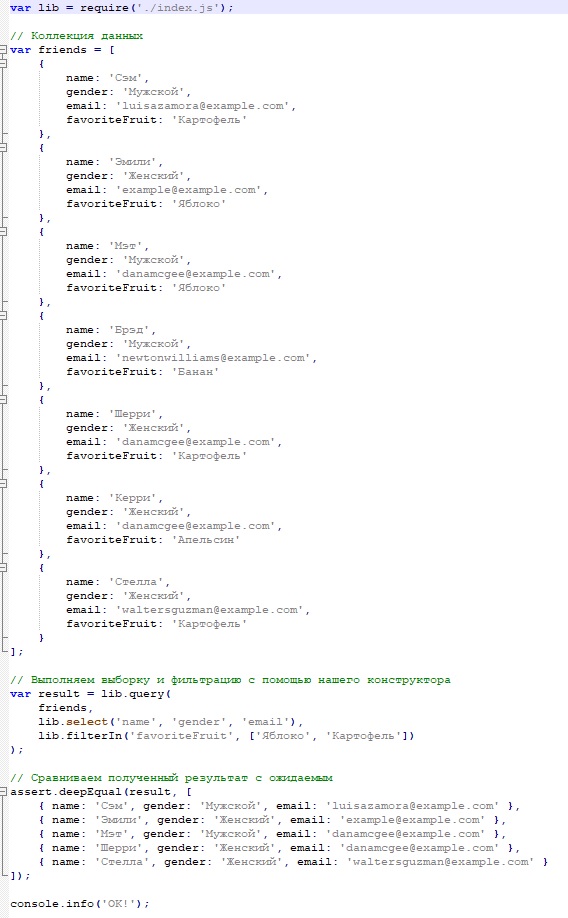 var lib = require('./index.js');
// Коллекция данных
var friends = [
{
name: 'Сэм',
gender: 'Мужской',
email: 'luisazamora@example.com',
favoriteFruit: 'Картофель'
},
{
name: 'Эмили',
gender: 'Женский',
email: 'example@example.com',
favoriteFruit: 'Яблоко'
},
{
name: 'Мэт',
gender: 'Мужской',
email: 'danamcgee@example.com',
favoriteFruit: 'Яблоко'
},
{
name: 'Брэд',
gender: 'Мужской',
email: 'newtonwilliams@example.com',
favoriteFruit: 'Банан'
},
{
name: 'Шерри',
gender: 'Женский',
email: 'danamcgee@example.com',
favoriteFruit: 'Картофель'
},
{
name: 'Керри',
gender: 'Женский',
email: 'danamcgee@example.com',
favoriteFruit: 'Апельсин'
},
{
name: 'Стелла',
gender: 'Женский',
email: 'waltersguzman@example.com',
favoriteFruit: 'Картофель'
}
];
// Выполняем выборку и фильтрацию с помощью нашего конструктора
var result = lib.query(
friends,
lib.select('name', 'gender', 'email'),
lib.filterIn('favoriteFruit', ['Яблоко', 'Картофель'])
);
// Сравниваем полученный результат с ожидаемым
assert.deepEqual(result, [
{ name: 'Сэм', gender: 'Мужской', email: 'luisazamora@example.com' },
{ name: 'Эмили', gender: 'Женский', email: 'example@example.com' },
{ name: 'Мэт', gender: 'Мужской', email: 'danamcgee@example.com' },
{ name: 'Шерри', gender: 'Женский', email: 'danamcgee@example.com' },
{ name: 'Стелла', gender: 'Женский', email: 'waltersguzman@example.com' }
]);
console.info('OK!');